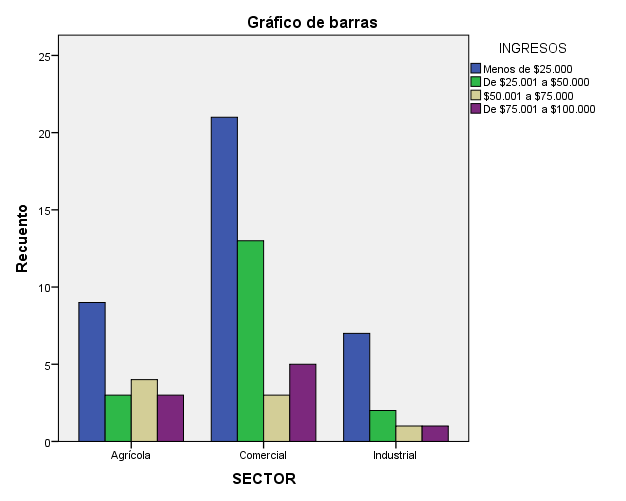 Gráfico de barras
INGRESOS
Menos de $25.000
De $25.001 a $50.000
$50.001 a $75.000
De $75.001 a $100.000
Recuento
25
20
15
10
5
0
Agrícola
Comercial
Industrial
SECTOR